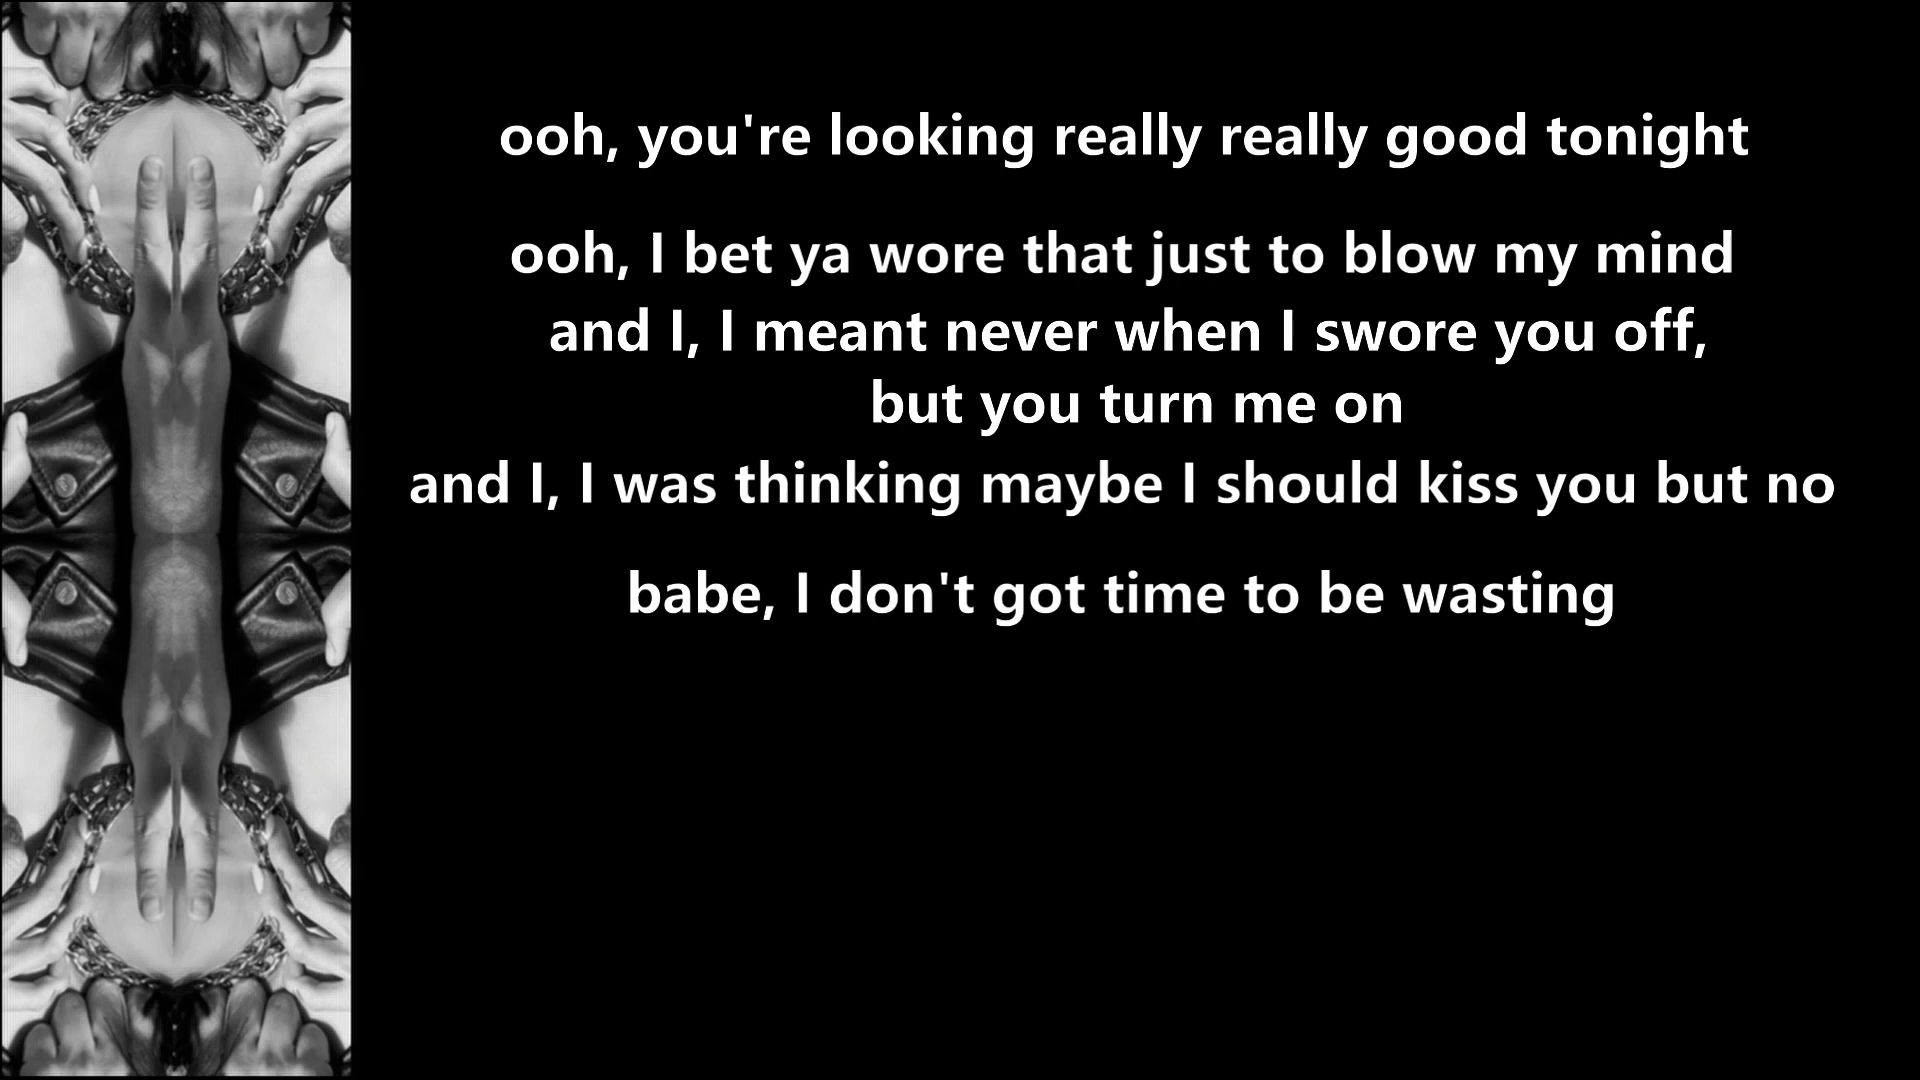 ooh, you're looking really really good tonight
ooh, I bet ya wore that just to blow my mind
and I, I meant never when I swore you off,
but you turn me on
and I, I was thinking maybe I should kiss you but no
babe, I don't got time to be wasting